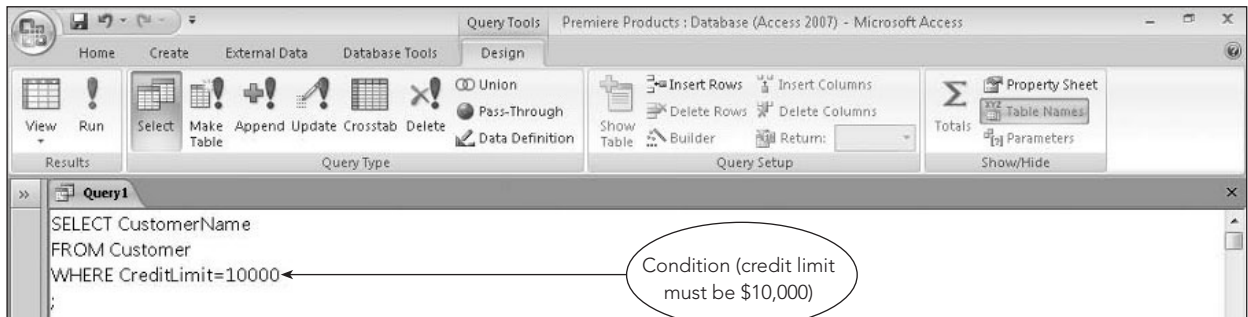 Query Tools Premiere Products : Database (Access 2007) - Microsoft Access
Home Create External Data Database Tools Design
View Run
Results
Select Make Table Append Update Crosstab Delete
Union
Pass-Through
Data Definition
Query Type
Show Table
Insert Rows
Delete Rows
Builder
Insert Columns
Delete Columns
Return:
Query Setup
Totals
Property Sheet
XYZ Table Names
Parameters
Show/Hide
Query1
SELECT CustomerName
FROM Customer
WHERE CreditLimit=10000
;
Condition (credit limit
must be $10,000)